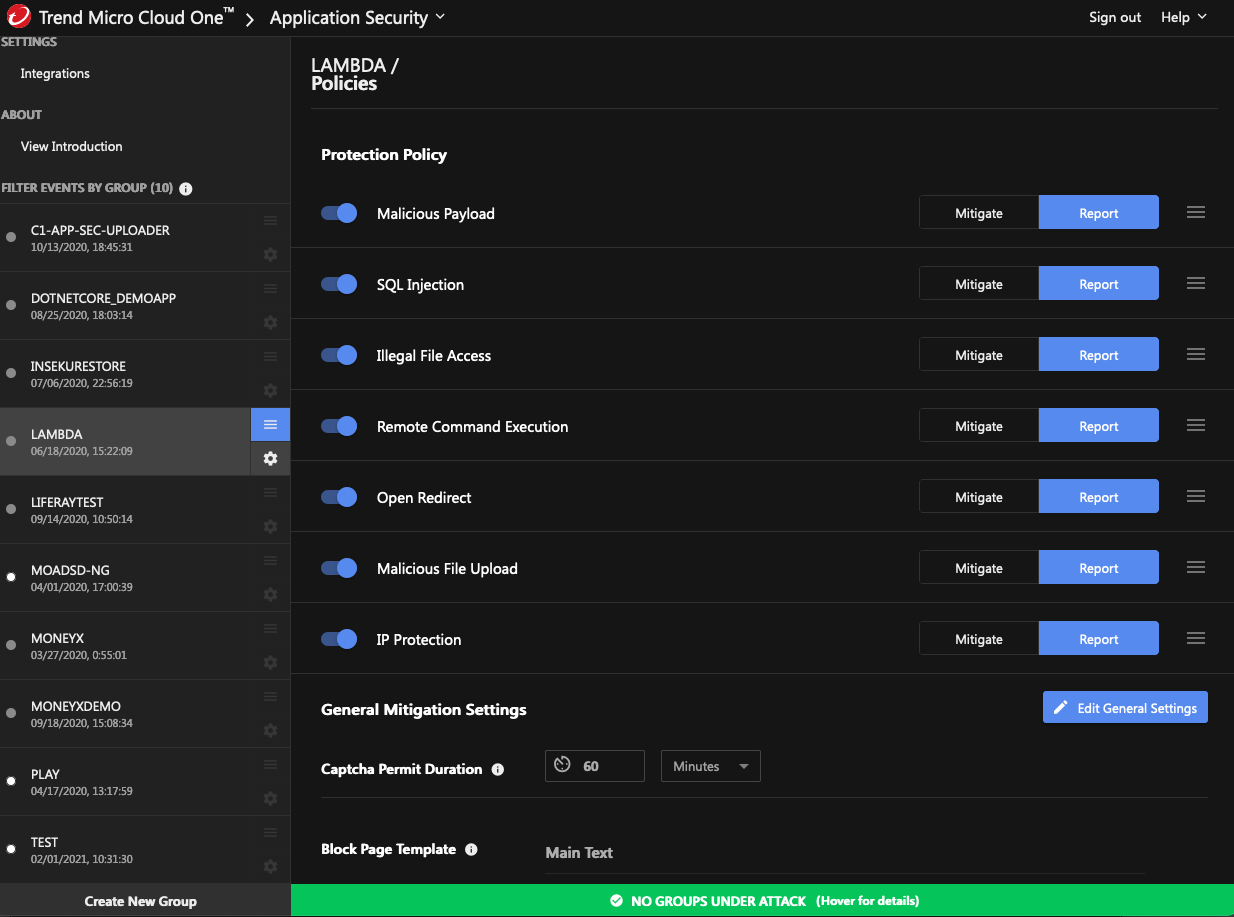 Trend Micro Cloud One™ Application Security
Sign out Help
SETTINGS
Integrations
ABOUT
View Introduction
FILTER EVENTS BY GROUP (10)
C1-APP-SEC-UPLOADER
10/13/2020, 18:45:31
DOTNETCORE_DEMOAPP
08/25/2020, 18:03:14
INSEKURESTORE
07/06/2020, 22:56:19
LAMBDA
06/18/2020, 15:22:09
LIFERAYTEST
09/14/2020, 10:50:14
MOADSD-NG
04/01/2020, 17:00:39
MONEYX
03/27/2020, 0:55:01
MONEYXDEMO
09/18/2020, 15:08:34
PLAY
04/17/2020, 13:17:59
TEST
02/01/2021, 10:31:30
Create New Group
LAMBDA /
Policies
Protection Policy
Malicious Payload Mitigate Report
SQL Injection Mitigate Report
Illegal File Access Mitigate Report
Remote Command Execution Mitigate Report
Open Redirect Mitigate Report
Malicious File Upload Mitigate Report
IP Protection Mitigate Report
General Mitigation Settings Edit General Settings
Captcha Permit Duration 60 Minutes
Block Page Template Main Text
NO GROUPS UNDER ATTACK (Hover for details)